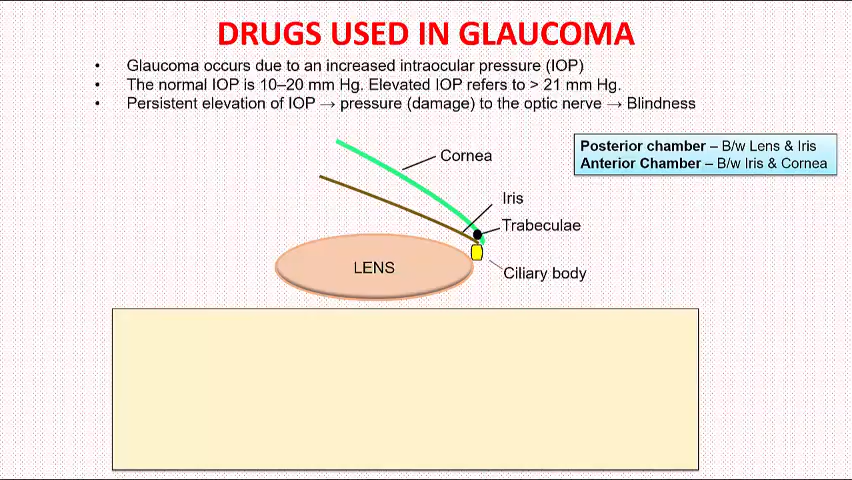 DRUGS USED IN GLAUCOMA
• Glaucoma occurs due to an increased intraocular pressure (IOP)
• The normal IOP is 10–20 mm Hg. Elevated IOP refers to > 21 mm Hg.
• Persistent elevation of IOP → pressure (damage) to the optic nerve → Blindness
Posterior chamber – B/w Lens & Iris
Anterior Chamber – B/w Iris & Cornea
Cornea
Iris
Trabeculae
LENS
Ciliary body